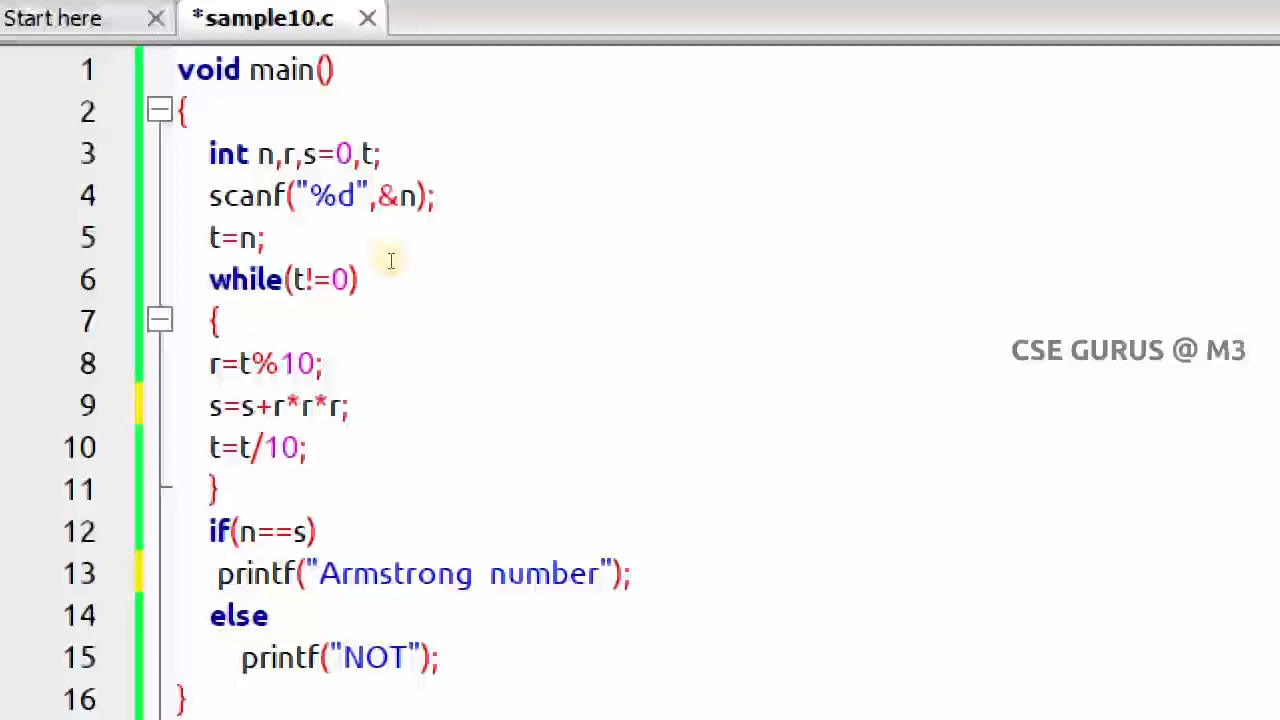 Start here
*sample10.c
1 void main()
2 {
3 int n,r,s=0,t;
4 scanf("%d",&n);
5 t=n;
6 while(t!=0)
7 {
8 r=t%10;
9 s=s+r*r*r;
10 t=t/10;
11 }
12 if(n==s)
13 printf("Armstrong  number");
14 else
15 printf("NOT");
16 }
CSE GURUS @ M3